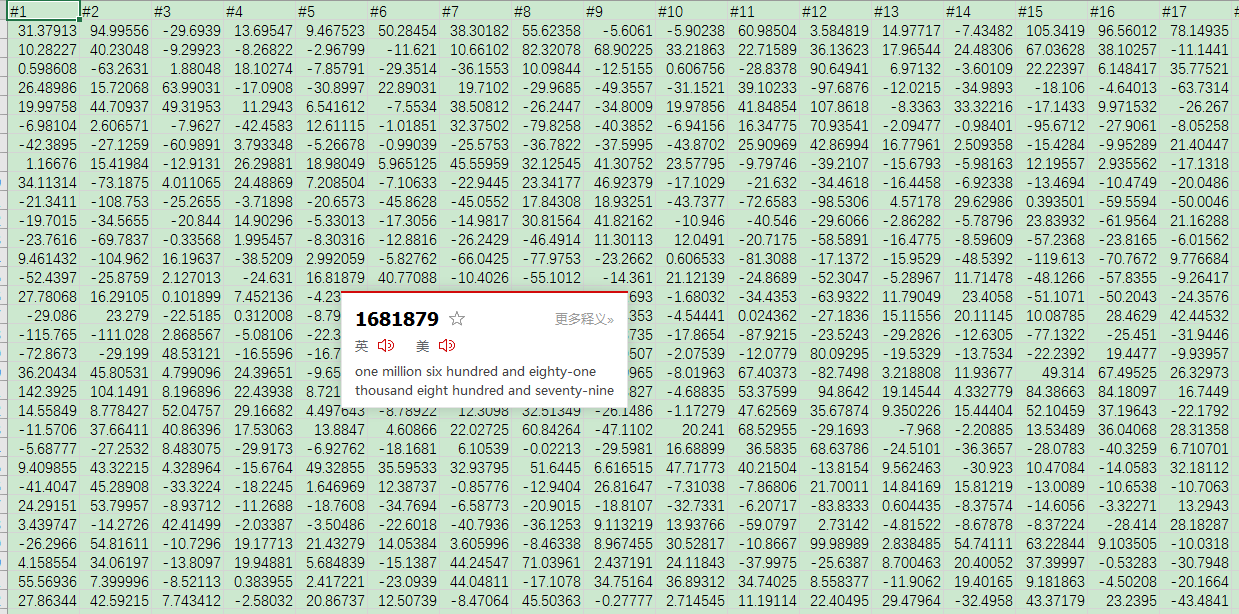 #1 #2 #3 #4 #5 #6 #7 #8 #9 #10 #11 #12 #13 #14 #15 #16 #17
31.37913 94.99556 -29.6939 13.69547 9.467523 50.28454 38.30182 55.62358 -5.6061 -5.90238 60.98504 3.584819 14.97717 -7.43482 105.3419 96.56012 78.14935
10.28227 40.23048 -9.29923 -8.26822 -2.96799 -11.621 10.66102 82.32078 68.90225 33.21863 22.71589 36.13623 17.96544 24.48306 67.03628 38.10257 -11.1441
0.598608 -63.2631 1.88048 18.10274 -7.85791 -29.3514 -36.1553 10.09844 -12.5155 0.606756 -28.8378 90.64941 6.97132 -3.60109 22.22397 6.148417 35.77521
26.48986 15.72068 63.99031 -17.0908 -30.8997 22.89031 19.7102 -29.9685 -49.3557 -31.1521 39.10233 -97.6876 -12.0215 -34.9893 -18.106 -4.64013 -63.7314
19.99758 44.70937 49.31953 11.2943 6.541612 -7.5534 38.50812 -26.2447 -34.8009 19.97856 41.84854 107.8618 -8.3363 33.32216 -17.1433 9.971532 -26.267
-6.98104 2.606571 -7.9627 -42.4583 12.61115 -1.01851 32.37502 -79.8258 -40.3852 -6.94156 16.34775 70.93541 -2.09477 -0.98401 -95.6712 -27.9061 -8.05258
-42.3895 -27.1259 -60.9891 3.793348 -5.26678 -0.99039 -25.5753 -36.7822 -37.5995 -43.8702 25.90969 42.86994 16.77961 2.509358 -15.4284 -9.95289 21.40447
1.16676 15.41984 -12.9131 26.29881 18.98049 5.965125 45.55959 32.12545 41.30752 23.57795 -9.79746 -39.2107 -15.6793 -5.98163 12.19557 2.935562 -17.1318
34.11314 -73.1875 4.011065 24.48869 7.208504 -7.10633 -22.9445 23.34177 46.92379 -17.1029 -21.632 -34.4618 -16.4458 -6.92338 -13.4694 -10.4749 -20.0486
-21.3411 -108.753 -25.2655 -3.71898 -20.6573 -45.8628 -45.0552 17.84308 18.93251 -43.7377 -72.6583 -98.5306 4.57178 29.62986 0.393501 -59.5594 -50.0046
-19.7015 -34.5655 -20.844 14.90296 -5.33013 -17.3056 -14.9817 30.81564 41.82162 -10.946 -40.546 -29.6066 -2.86282 -5.78796 23.83932 -61.9564 21.16288
-23.7616 -69.7837 -0.33568 1.995457 -8.30316 -12.8816 -26.2429 -46.4914 11.30113 12.0491 -20.7175 -58.5891 -16.4775 -8.59609 -57.2368 -23.8165 -6.01562
9.461432 -104.962 16.19637 -38.5209 2.992059 -5.82762 -66.0425 -77.9753 -23.2662 0.606533 -81.3088 -17.1372 -15.9529 -48.5392 -119.613 -70.7672 9.776684
-52.4397 -25.8759 2.127013 -24.631 16.81879 40.77088 -10.4026 -55.1012 -14.361 21.12139 -24.8689 -52.3047 -5.28967 11.71478 -48.1266 -57.8355 -9.26417
27.78068 16.29105 0.101899 7.452136 -4.23 693 -1.68032 -34.4353 -63.9322 11.79049 23.4058 -51.1071 -50.2043 -24.3576
-29.086 23.279 -22.5185 0.312008 -8.79 353 -4.54441 0.024362 -27.1836 15.11556 20.11145 10.08785 28.4629 42.44532
-115.765 -111.028 2.868567 -5.08106 -22.3 735 -17.8654 -87.9215 -23.5243 -29.2826 -12.6305 -77.1322 -25.451 -31.9446
-72.8673 -29.199 48.53121 -16.5596 -16.7 507 -2.07539 -12.0779 80.09295 -19.5329 -13.7534 -22.2392 19.4477 -9.93957
36.20434 45.80531 4.799096 24.39651 -9.65 965 -8.01963 67.40373 -82.7498 3.218808 11.93677 49.314 67.49525 26.32973
142.3925 104.1491 8.196896 22.43938 8.721 827 -4.68835 53.37599 94.8642 19.14544 4.332779 84.38663 84.18097 16.7449
14.55849 8.778427 52.04757 29.16682 4.497643 -8.78922 12.3098 32.51349 -26.1486 -1.17279 47.62569 35.67874 9.350226 15.44404 52.10459 37.19643 -22.1792
-11.5706 37.66411 40.86396 17.53063 13.8847 4.60866 22.02725 60.84264 -47.1102 20.241 68.52955 -29.1693 -7.968 -2.20885 13.53489 36.04068 28.31358
-5.68777 -27.2532 8.483075 -29.9173 -6.92762 -18.1681 6.10539 -0.02213 -29.5981 16.68899 36.5835 68.63786 -24.5101 -36.3657 -28.0783 -40.3259 6.710701
9.409855 43.32215 4.328964 -15.6764 49.32855 35.59533 32.93795 51.6445 6.616515 47.71773 40.21504 -13.8154 9.562463 -30.923 10.47084 -14.0583 32.18112
-41.4047 45.28908 -33.3224 -18.2245 1.646969 12.38737 -0.85776 -12.9404 26.81647 -7.31038 -7.86806 21.70011 14.84169 15.81219 -13.0089 -10.6538 -10.7063
24.29151 53.79957 -8.93712 -11.2688 -18.7608 -34.7694 -6.58773 -20.9015 -18.8107 -32.7331 -6.20717 -83.8333 0.604435 -8.37574 -14.6056 -3.32271 13.2943
3.439747 -14.2726 42.41499 -2.03387 -3.50486 -22.6018 -40.7936 -36.1253 9.113219 13.93766 -59.0797 2.73142 -4.81522 -8.67878 -8.37224 -28.414 28.18287
-26.2966 54.81611 -10.7296 19.17713 21.43279 14.05384 3.605996 -8.46338 8.967455 30.52817 -10.8667 99.98989 2.838485 54.74111 63.22844 9.103505 -10.0318
4.158554 34.06197 -13.8097 19.94881 5.684839 -15.1387 44.24547 71.03961 2.437191 24.11843 -37.9975 -25.6387 8.700463 20.40052 37.39997 -0.53283 -30.7948
55.56936 7.399996 -8.52113 0.383955 2.417221 -23.0939 44.04811 -17.1078 34.75164 36.89312 34.74025 8.558377 -11.9062 19.40165 9.181863 -4.50208 -20.1664
27.86344 42.59215 7.743412 -2.58032 20.86737 12.50739 -8.47064 45.50363 -0.27777 2.714545 11.19114 22.40495 29.47964 -32.4958 43.37179 23.2395 -43.4841
1681879 更多释义»
英 美
one million six hundred and eighty-one
thousand eight hundred and seventy-nine